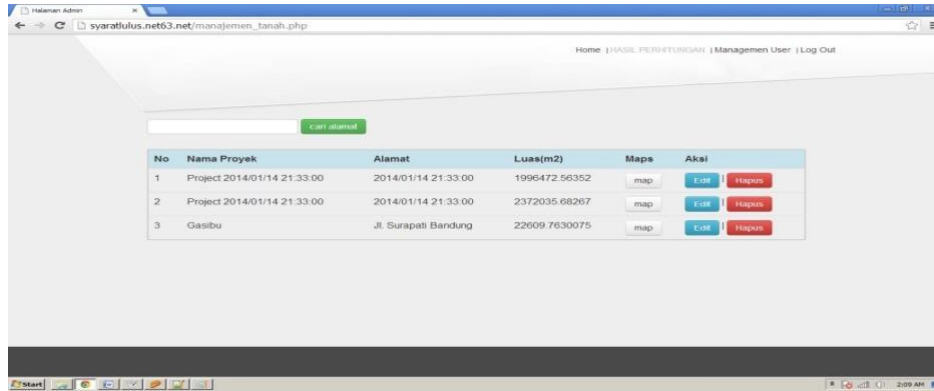 Halaman Admin
syaratlulus.net63.net/manajemen_tanah.php
Home | HASIL PERHITUNGAN | Managemen User | Log Out
cari alamat
No Nama Proyek Alamat Luas(m2) Maps Aksi
1 Project 2014/01/14 21:33:00 2014/01/14 21:33:00 1996472.56352 map Edit | Hapus
2 Project 2014/01/14 21:33:00 2014/01/14 21:33:00 2372035.68267 map Edit | Hapus
3 Gasibu Jl. Surapati Bandung 22609.7630075 map Edit | Hapus
Start 2:09 AM